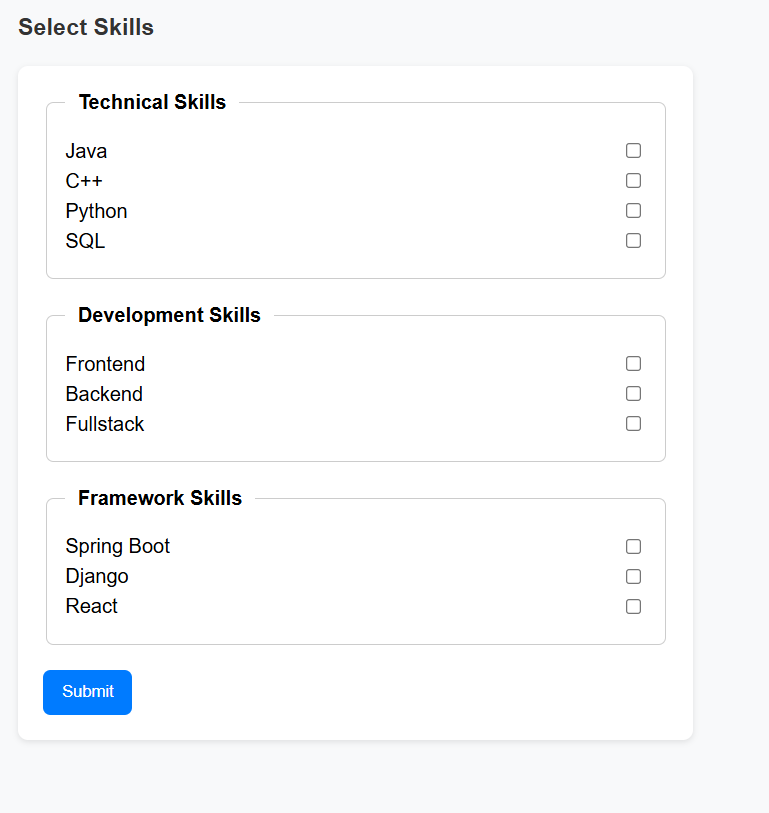 Select Skills
Technical Skills
Java
C++
Python
SQL
Development Skills
Frontend
Backend
Fullstack
Framework Skills
Spring Boot
Django
React
Submit